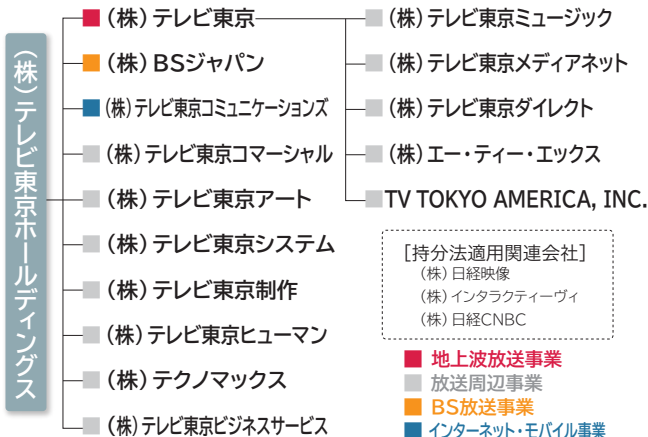 (株)テレビ東京ホールディングス
(株)テレビ東京
(株)BSジャパン
(株)テレビ東京コミュニケーションズ
(株)テレビ東京コマーシャル
(株)テレビ東京アート
(株)テレビ東京システム
(株)テレビ東京制作
(株)テレビ東京ヒューマン
(株)テクノマックス
(株)テレビ東京ビジネスサービス
(株)テレビ東京ミュージック
(株)テレビ東京メディアネット
(株)テレビ東京ダイレクト
(株)エー・ティー・エックス
TV TOKYO AMERICA, INC.
[持分法適用関連会社]
(株)日経映像
(株)インタラクティーヴィ
(株)日経CNBC
地上波放送事業
放送周辺事業
BS放送事業
インターネット・モバイル事業